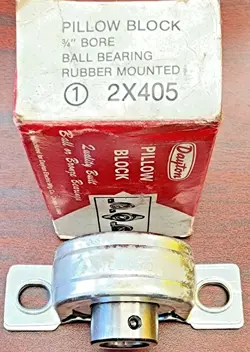 PILLOW BLOCK
¾" BORE
BALL BEARING
RUBBER MOUNTED
① 2X405
Dayton
PILLOW
BLOCK
Quality Built
Ball or Bronze Bearings